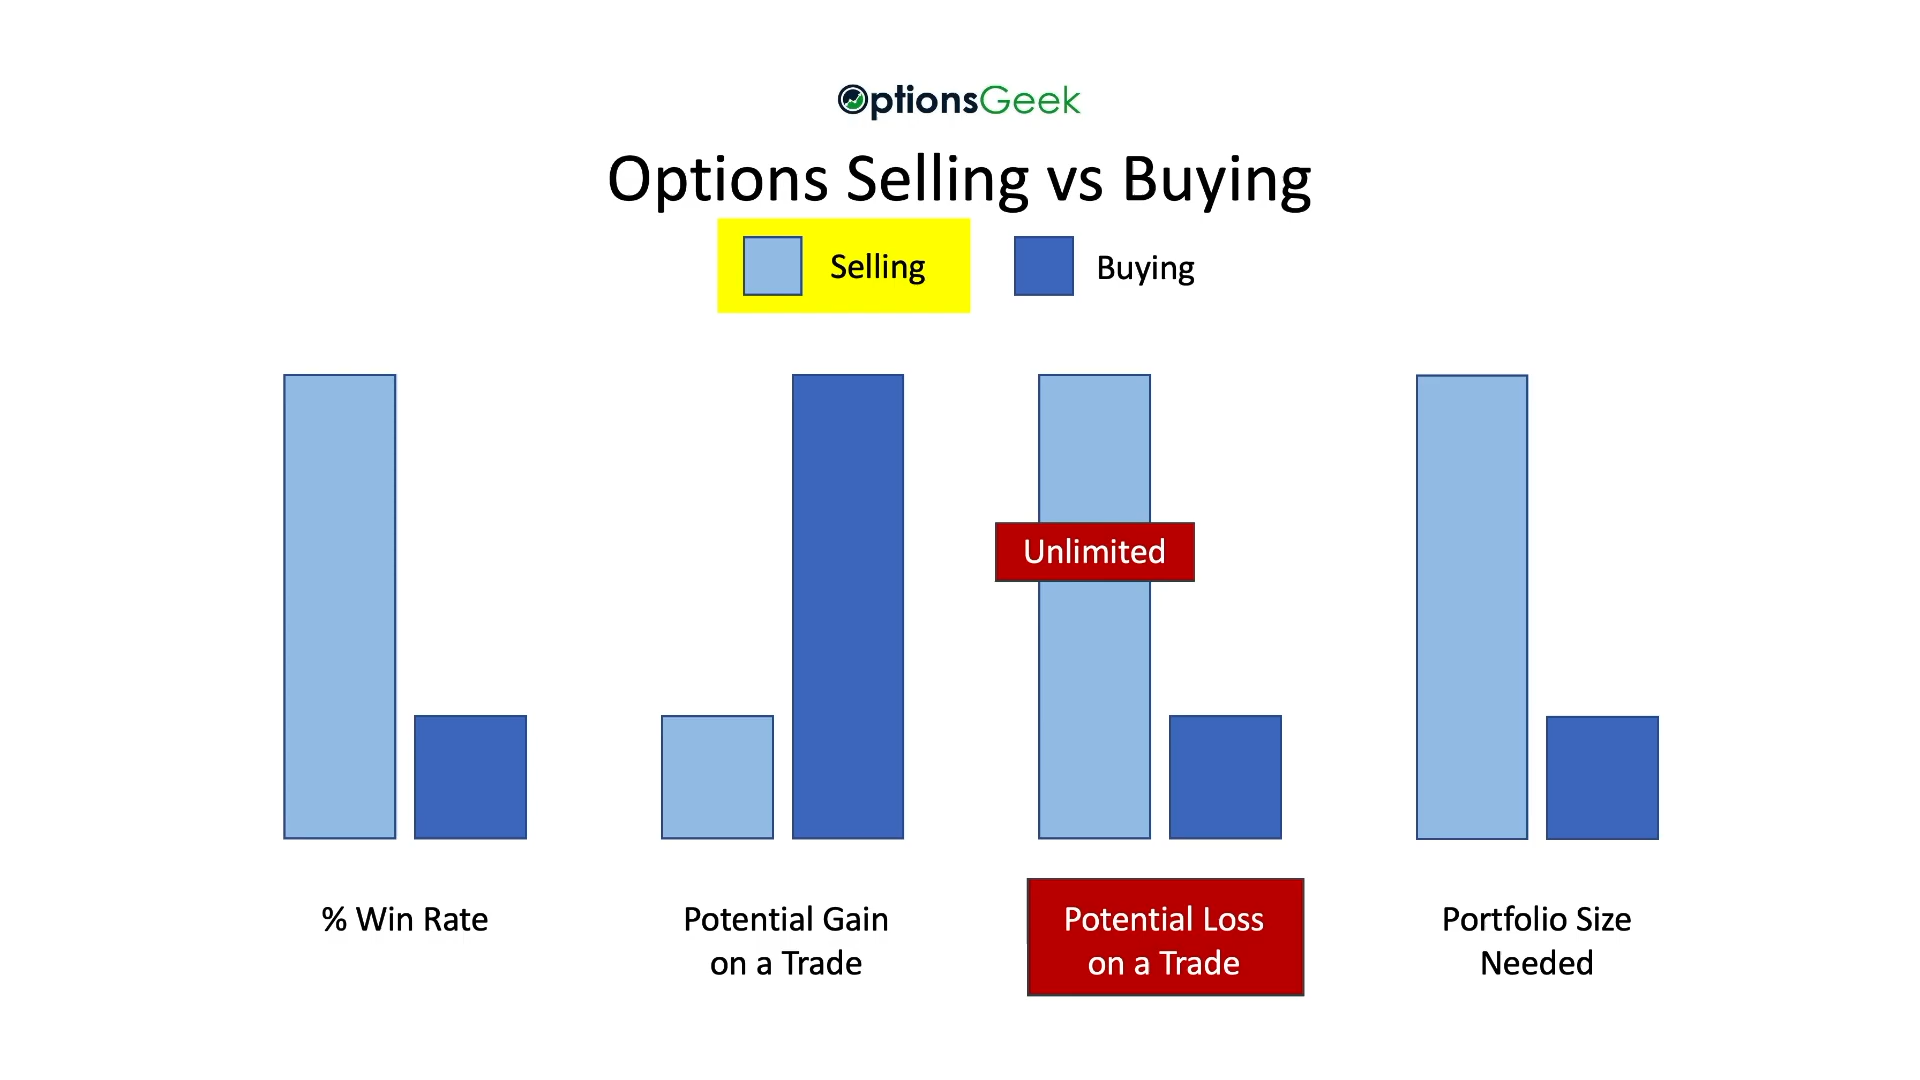 OptionsGeek
Options Selling vs Buying
Selling
Buying
Unlimited
% Win Rate
Potential Gain
on a Trade
Potential Loss
on a Trade
Portfolio Size
Needed